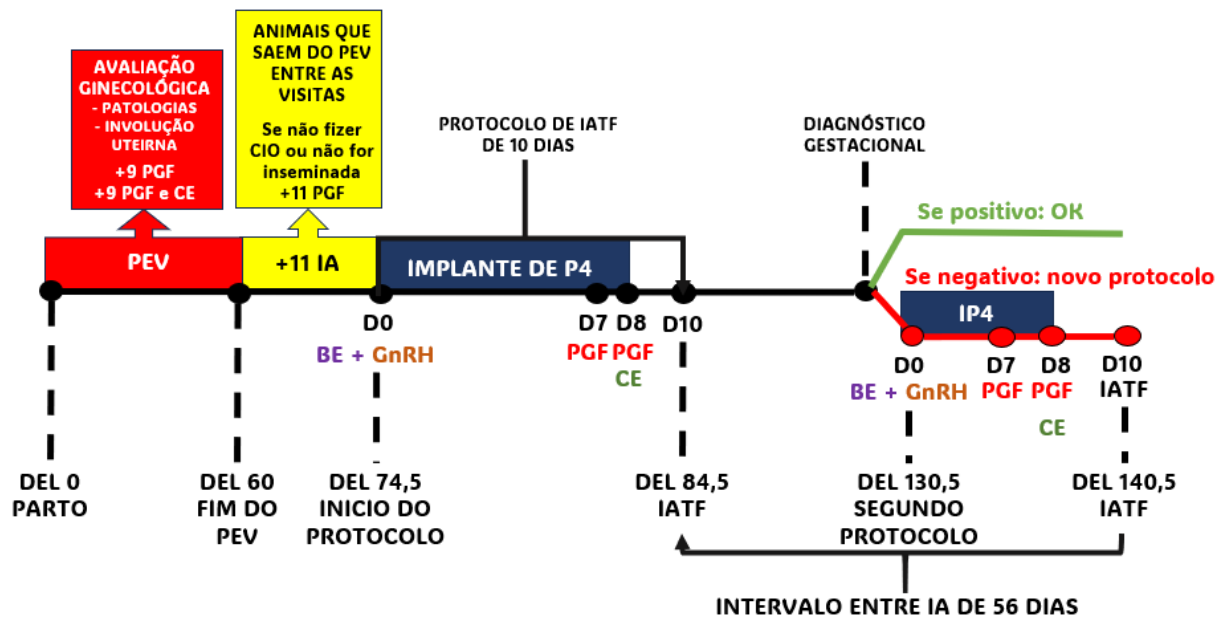 AVALIAÇÃO
GINECOLÓGICA
- PATOLOGIAS
- INVOLUÇÃO
UTEIRNA
+9 PGF
+9 PGF e CE
ANIMAIS QUE
SAEM DO PEV
ENTRE AS
VISITAS
Se não fizer
CIO ou não for
inseminada
+11 PGF
PROTOCOLO DE IATF
DE 10 DIAS
DIAGNÓSTICO
GESTACIONAL
Se positivo: OK
Se negativo: novo protocolo
PEV
+11 IA
IMPLANTE DE P4
IP4
D0
D7
D8
D10
BE + GnRH
PGF
PGF
CE
D0
D7
D8
D10
BE + GnRH
PGF
PGF
IATF
CE
DEL 0
PARTO
DEL 60
FIM DO
PEV
DEL 74,5
INICIO DO
PROTOCOLO
DEL 84,5
IATF
DEL 130,5
SEGUNDO
PROTOCOLO
DEL 140,5
IATF
INTERVALO ENTRE IA DE 56 DIAS